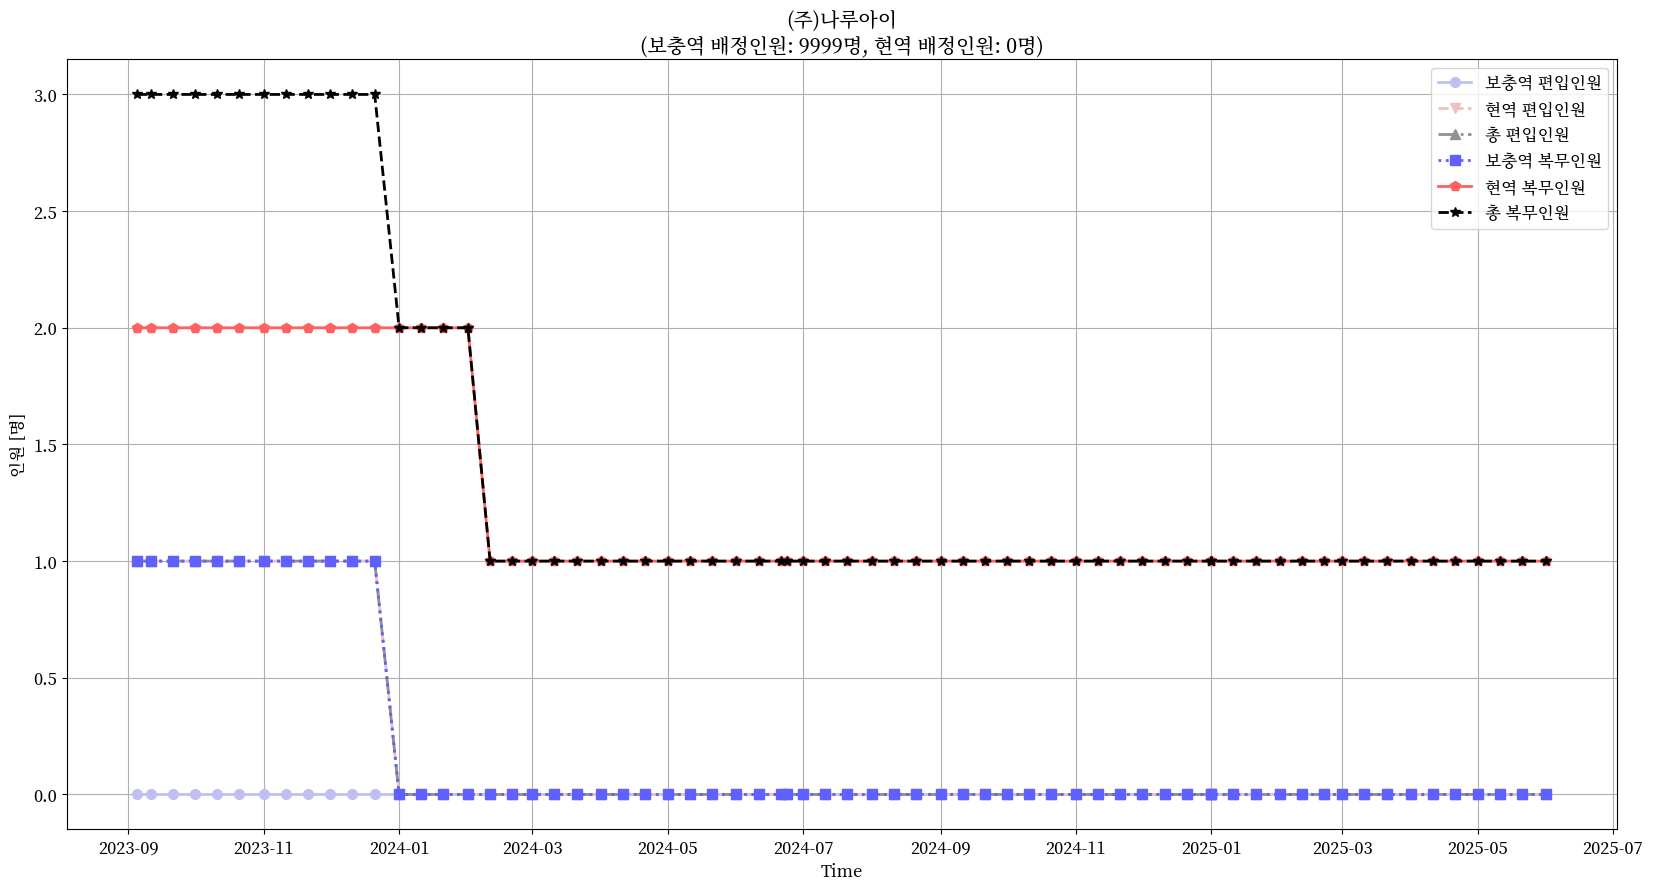 (주)나루아이
(보충역 배정인원: 9999명, 현역 배정인원: 0명)
보충역 편입인원
현역 편입인원
총 편입인원
보충역 복무인원
현역 복무인원
총 복무인원
인원 [명]
3.0
2.5
2.0
1.5
1.0
0.5
0.0
2023-09 2023-11 2024-01 2024-03 2024-05 2024-07 2024-09 2024-11 2025-01 2025-03 2025-05 2025-07
Time